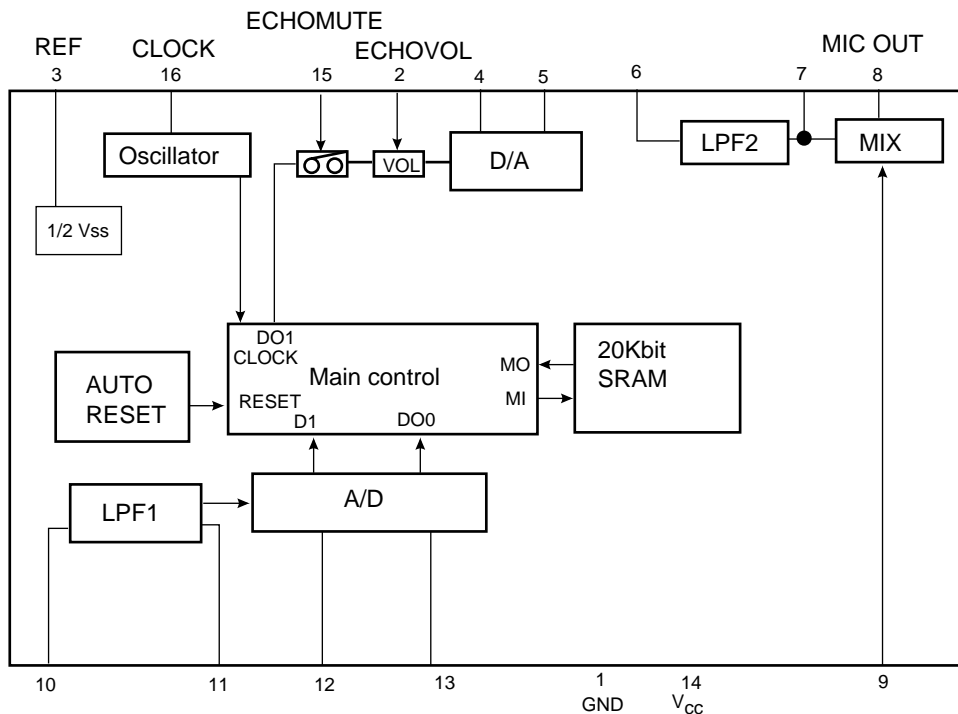 ECHOMUTE
REF CLOCK ECHOVOL MIC OUT
3 16 15 2 4 5 6 7 8
Oscillator
VOL
D/A
LPF2
MIX
1/2 Vss
DO1
CLOCK
Main control
RESET
D1
DO0
MO
MI
20Kbit
SRAM
AUTO
RESET
LPF1
A/D
10 11 12 13 1 14 9
GND VCC